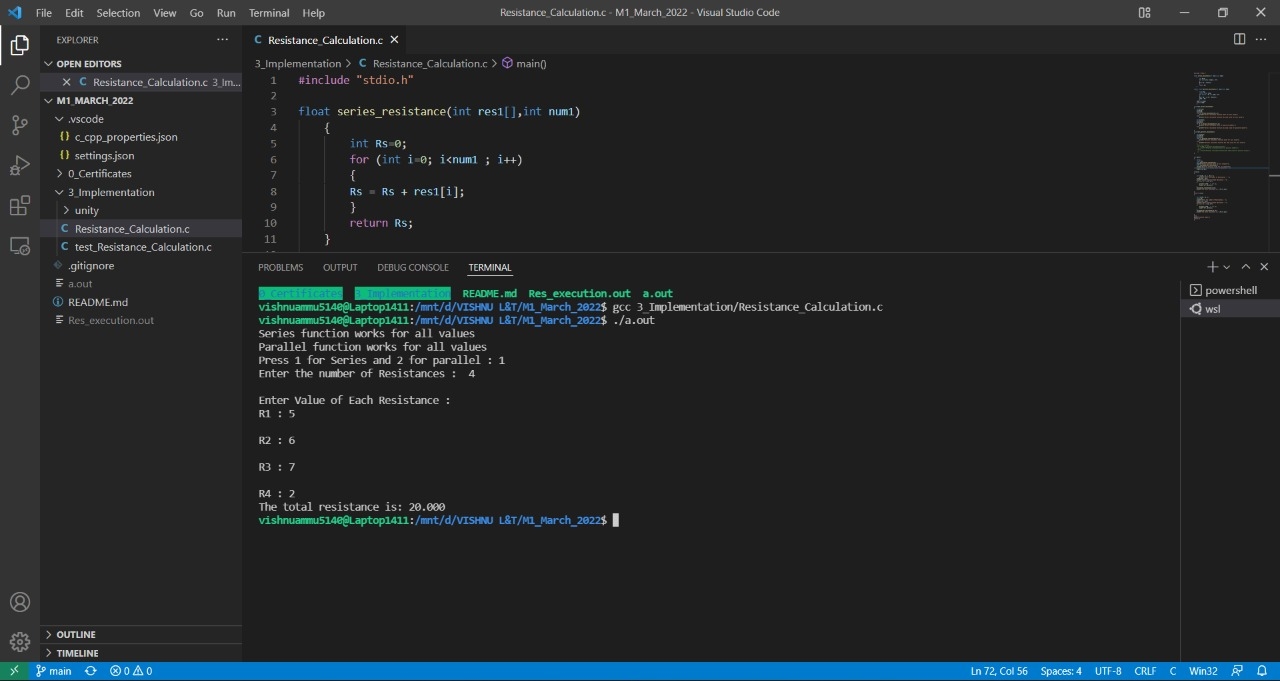 File Edit Selection View Go Run Terminal Help Resistance_Calculation.c - M1_March_2022 - Visual Studio Code
EXPLORER
OPEN EDITORS
Resistance_Calculation.c 3_Im...
M1_MARCH_2022
.vscode
c_cpp_properties.json
settings.json
0_Certificates
3_Implementation
unity
Resistance_Calculation.c
test_Resistance_Calculation.c
.gitignore
a.out
README.md
Res_execution.out
OUTLINE
TIMELINE
Resistance_Calculation.c
3_Implementation > C Resistance_Calculation.c > main()
1 #include "stdio.h"
2
3 float series_resistance(int res1[],int num1)
4 {
5 int Rs=0;
6 for (int i=0; i<num1 ; i++)
7 {
8 Rs = Rs + res1[i];
9 }
10 return Rs;
11 }
PROBLEMS OUTPUT DEBUG CONSOLE TERMINAL
0_Certificates 3_Implementation README.md Res_execution.out a.out
vishnuammu5140@Laptop1411:/mnt/d/VISHNU L&T/M1_March_2022$ gcc 3_Implementation/Resistance_Calculation.c
vishnuammu5140@Laptop1411:/mnt/d/VISHNU L&T/M1_March_2022$ ./a.out
Series function works for all values
Parallel function works for all values
Press 1 for Series and 2 for parallel : 1
Enter the number of Resistances :  4
Enter Value of Each Resistance :
R1 : 5
R2 : 6
R3 : 7
R4 : 2
The total resistance is: 20.000
vishnuammu5140@Laptop1411:/mnt/d/VISHNU L&T/M1_March_2022$
powershell
wsl
main 0 0 Ln 72, Col 56 Spaces: 4 UTF-8 CRLF C Win32